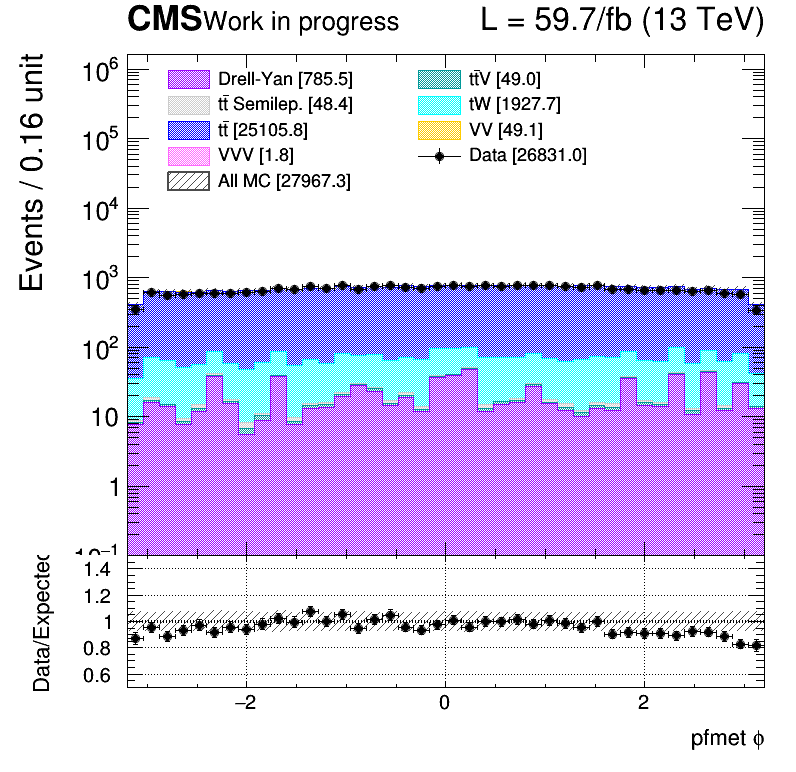 CMS Work in progress L = 59.7/fb (13 TeV)
Events / 0.16 unit
Drell-Yan [785.5] tt̄V [49.0]
tt̄ Semilep. [48.4] tW [1927.7]
tt̄ [25105.8] VV [49.1]
VVV [1.8] Data [26831.0]
All MC [27967.3]
10⁶
10⁵
10⁴
10³
10²
10
1
10⁻¹
Data/Expected
1.4
1.2
1
0.8
0.6
−2 0 2
pfmet ϕ